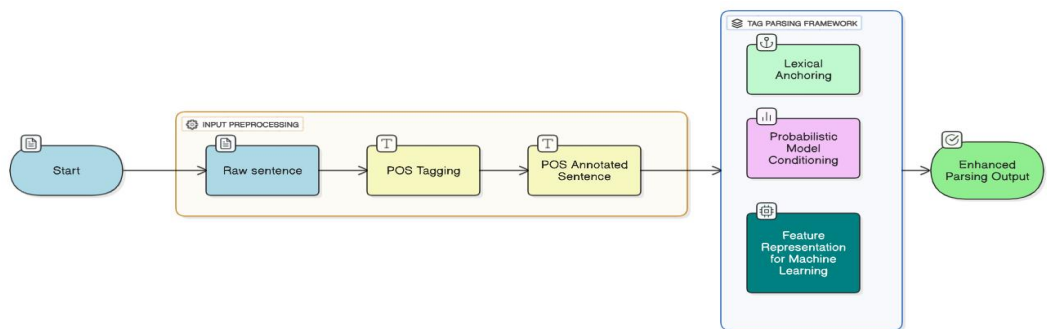 TAG PARSING FRAMEWORK
Lexical
Anchoring
INPUT PREPROCESSING
Start
Raw sentence
POS Tagging
POS Annotated
Sentence
Probabilistic
Model
Conditioning
Enhanced
Parsing Output
Feature
Representation
for Machine
Learning